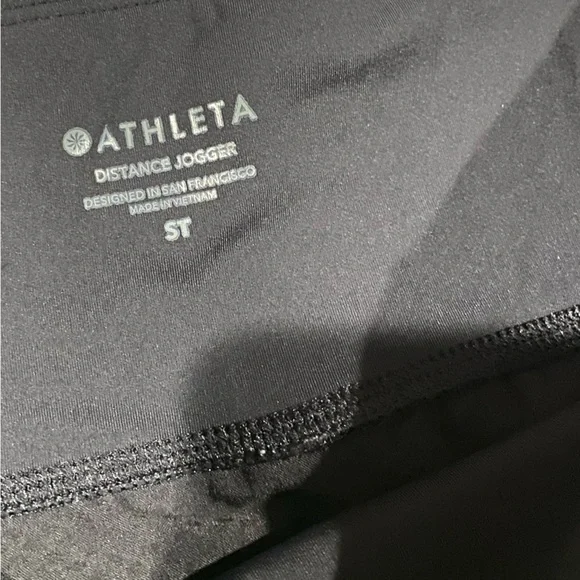 ATHLETA
DISTANCE JOGGER
DESIGNED IN SAN FRANCISCO
MADE IN VIETNAM
ST